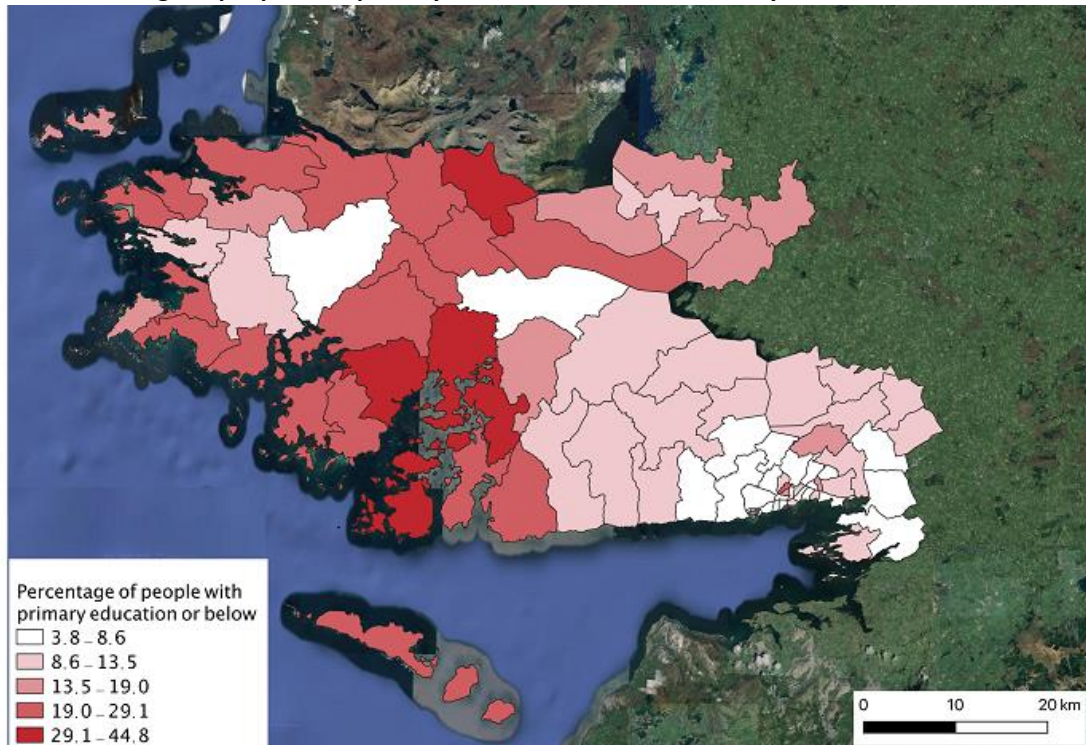 Percentage of people with
primary education or below
3.8 – 8.6
8.6 – 13.5
13.5 – 19.0
19.0 – 29.1
29.1 – 44.8
0 10 20 km